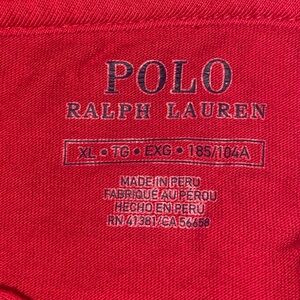 POLO
RALPH LAUREN
XL • TG • EXG • 185/104A
MADE IN PERU
FABRIQUÉ AU PÉROU
HECHO EN PERÚ
RN 41381/CA 56658